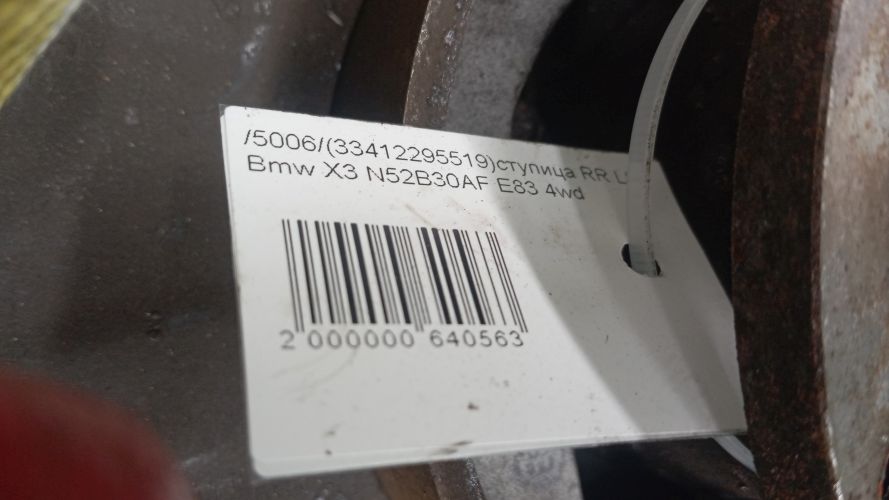 /5006/(33412295519)ступица RR L
Bmw X3 N52B30AF E83 4wd
2 000000 640563